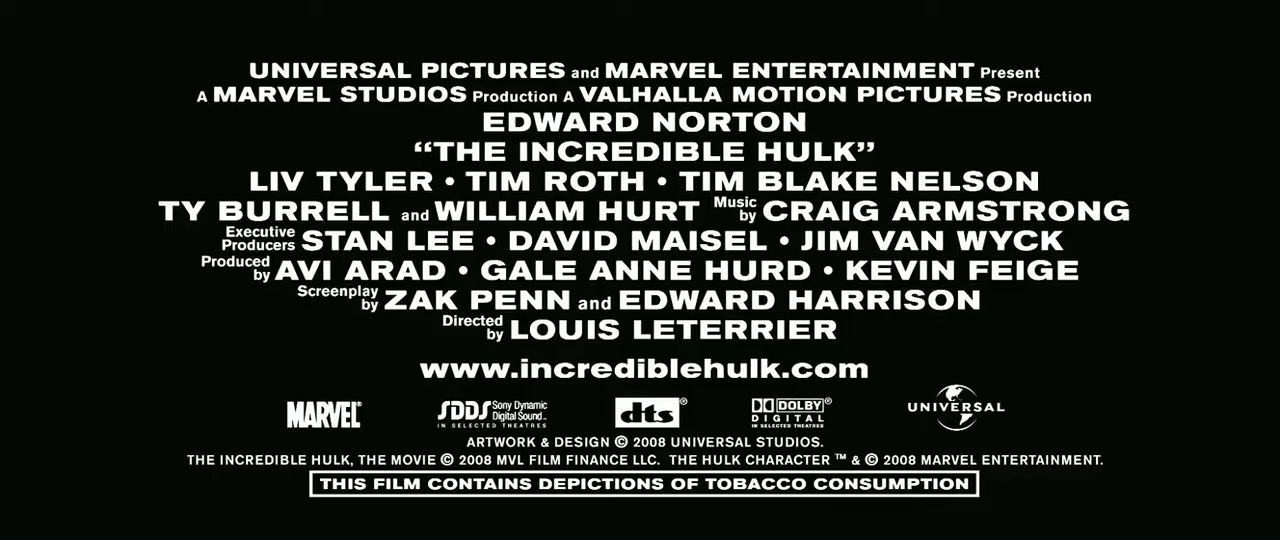 UNIVERSAL PICTURES and MARVEL ENTERTAINMENT Present
A MARVEL STUDIOS Production A VALHALLA MOTION PICTURES Production
EDWARD NORTON
“THE INCREDIBLE HULK”
LIV TYLER • TIM ROTH • TIM BLAKE NELSON
TY BURRELL and WILLIAM HURT Music by CRAIG ARMSTRONG
Executive Producers STAN LEE • DAVID MAISEL • JIM VAN WYCK
Produced by AVI ARAD • GALE ANNE HURD • KEVIN FEIGE
Screenplay by ZAK PENN and EDWARD HARRISON
Directed by LOUIS LETERRIER
www.incrediblehulk.com
MARVEL SDDS Sony Dynamic Digital Sound IN SELECTED THEATRES dts DOLBY DIGITAL IN SELECTED THEATRES UNIVERSAL
ARTWORK & DESIGN © 2008 UNIVERSAL STUDIOS.
THE INCREDIBLE HULK, THE MOVIE © 2008 MVL FILM FINANCE LLC. THE HULK CHARACTER ™ & © 2008 MARVEL ENTERTAINMENT.
THIS FILM CONTAINS DEPICTIONS OF TOBACCO CONSUMPTION